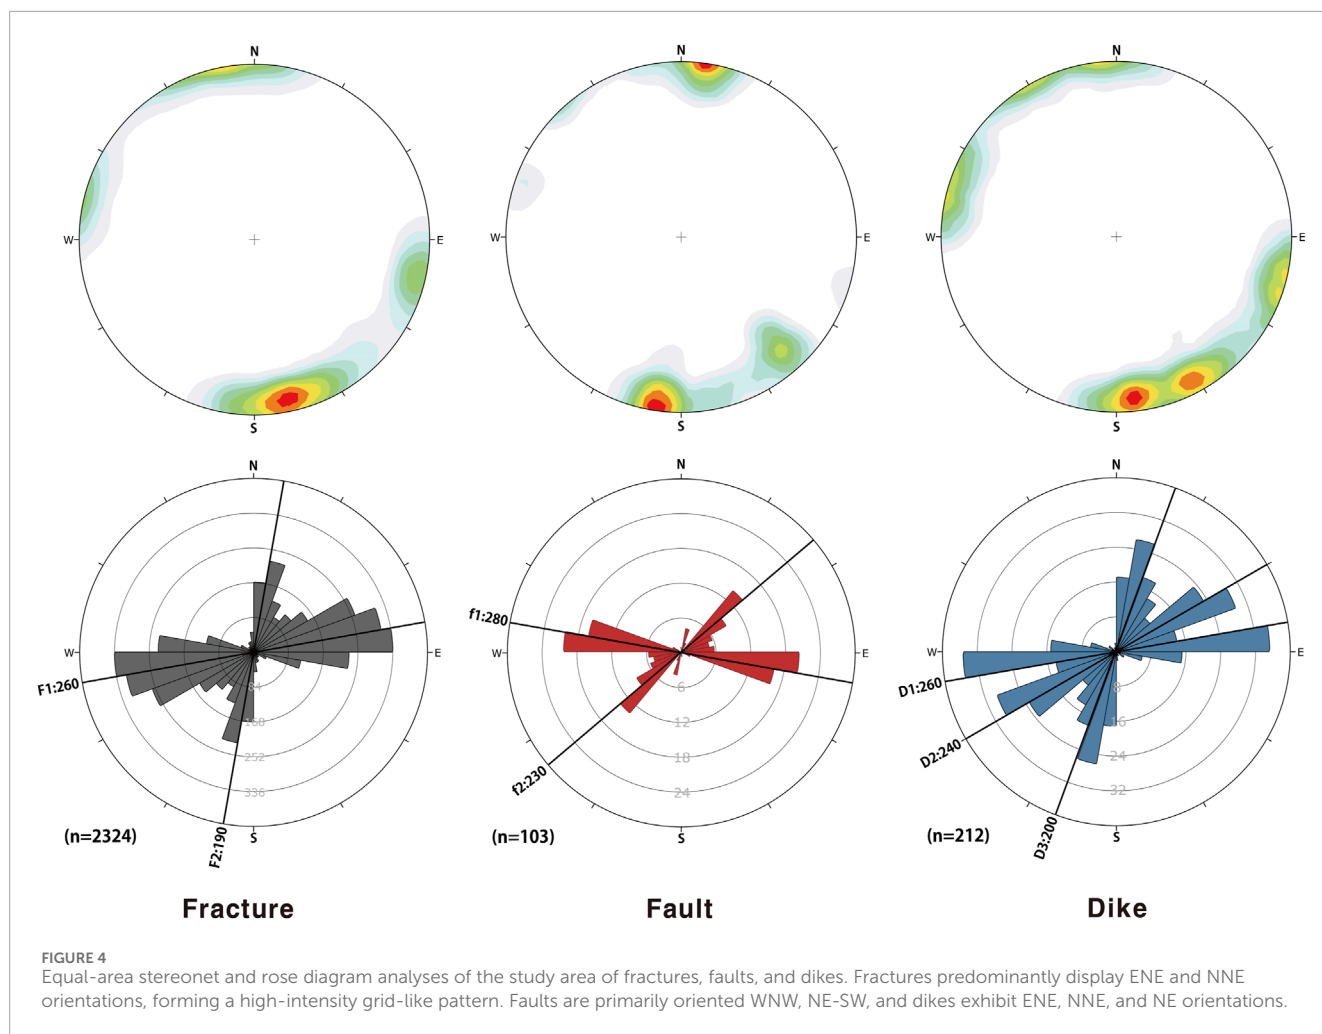 N
N
N
W
E
W
E
W
E
S
S
S
N
N
N
W
E
F1:260
F2:190
84
168
252
336
S
(n=2324)
f1:280
W
E
f2:230
6
12
18
24
S
(n=103)
W
E
D1:260
D2:240
D3:200
8
16
24
32
S
(n=212)
Fracture
Fault
Dike
FIGURE 4
Equal-area stereonet and rose diagram analyses of the study area of fractures, faults, and dikes. Fractures predominantly display ENE and NNE
orientations, forming a high-intensity grid-like pattern. Faults are primarily oriented WNW, NE-SW, and dikes exhibit ENE, NNE, and NE orientations.